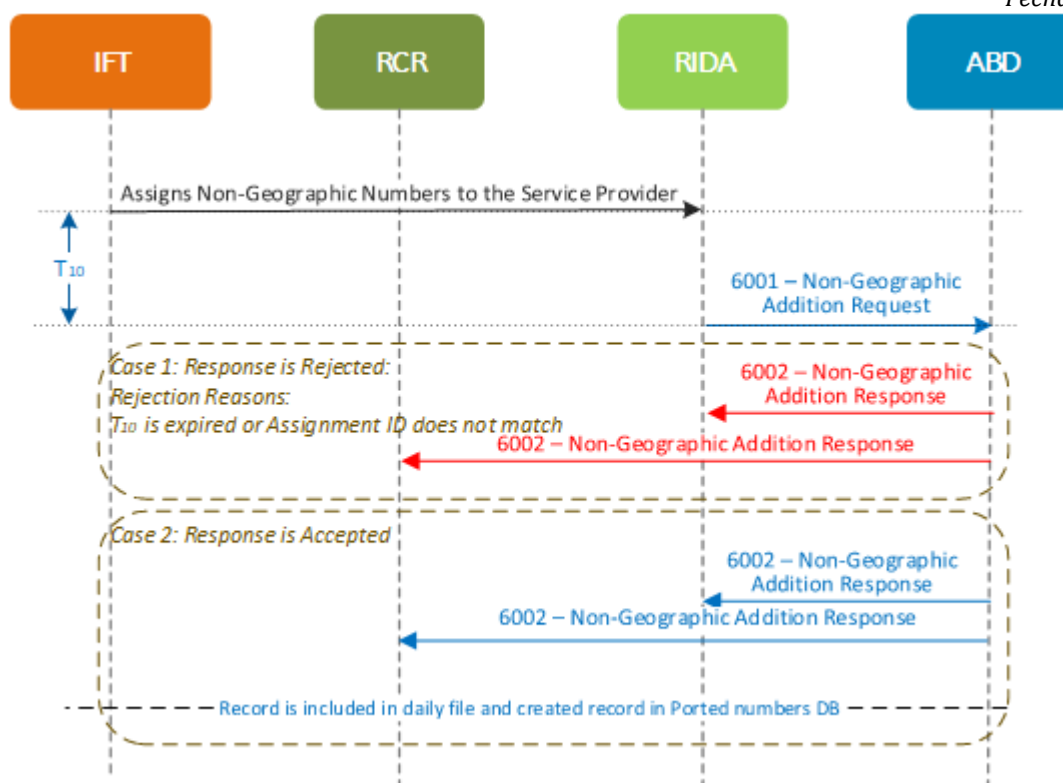 IFT
RCR
RIDA
ABD
Assigns Non-Geographic Numbers to the Service Provider
T10
6001 – Non-Geographic
Addition Request
Case 1: Response is Rejected:
Rejection Reasons:
T10 is expired or Assignment ID does not match
6002 – Non-Geographic
Addition Response
6002 – Non-Geographic Addition Response
Case 2: Response is Accepted
6002 – Non-Geographic
Addition Response
6002 – Non-Geographic Addition Response
Record is included in daily file and created record in Ported numbers DB